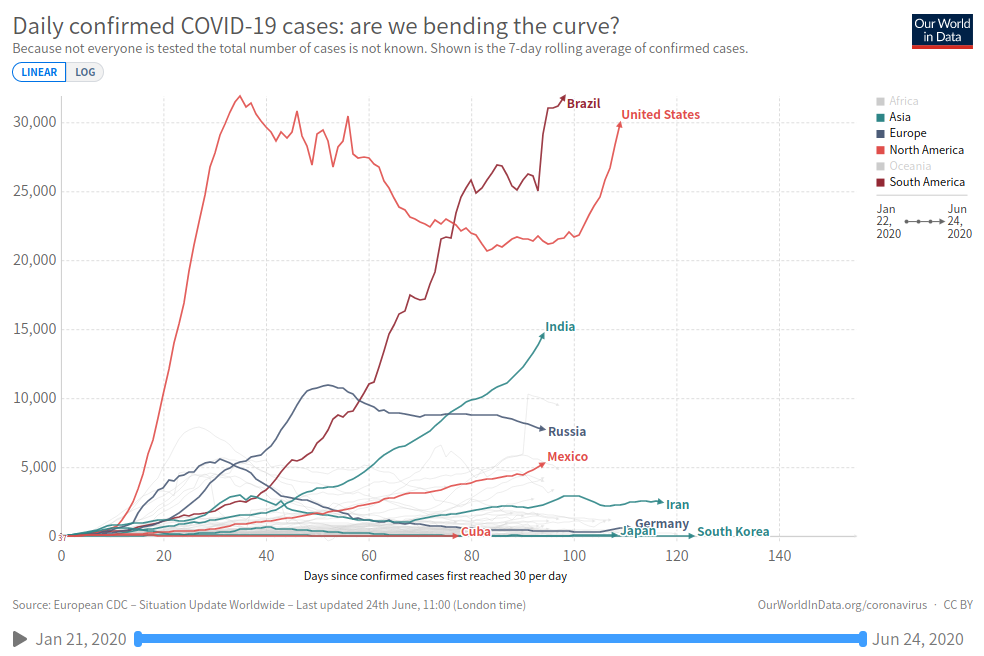 Daily confirmed COVID-19 cases: are we bending the curve?
Because not everyone is tested the total number of cases is not known. Shown is the 7-day rolling average of confirmed cases.
Our World
in Data
LINEAR LOG
30,000
25,000
20,000
15,000
10,000
5,000
0
Brazil
United States
India
Russia
Mexico
Iran
Germany
Japan
South Korea
Cuba
Africa
Asia
Europe
North America
Oceania
South America
Jan
22,
2020
Jun
24,
2020
0 20 40 60 80 100 120 140
Days since confirmed cases first reached 30 per day
Source: European CDC – Situation Update Worldwide – Last updated 24th June, 11:00 (London time)
OurWorldInData.org/coronavirus · CC BY
Jan 21, 2020
Jun 24, 2020